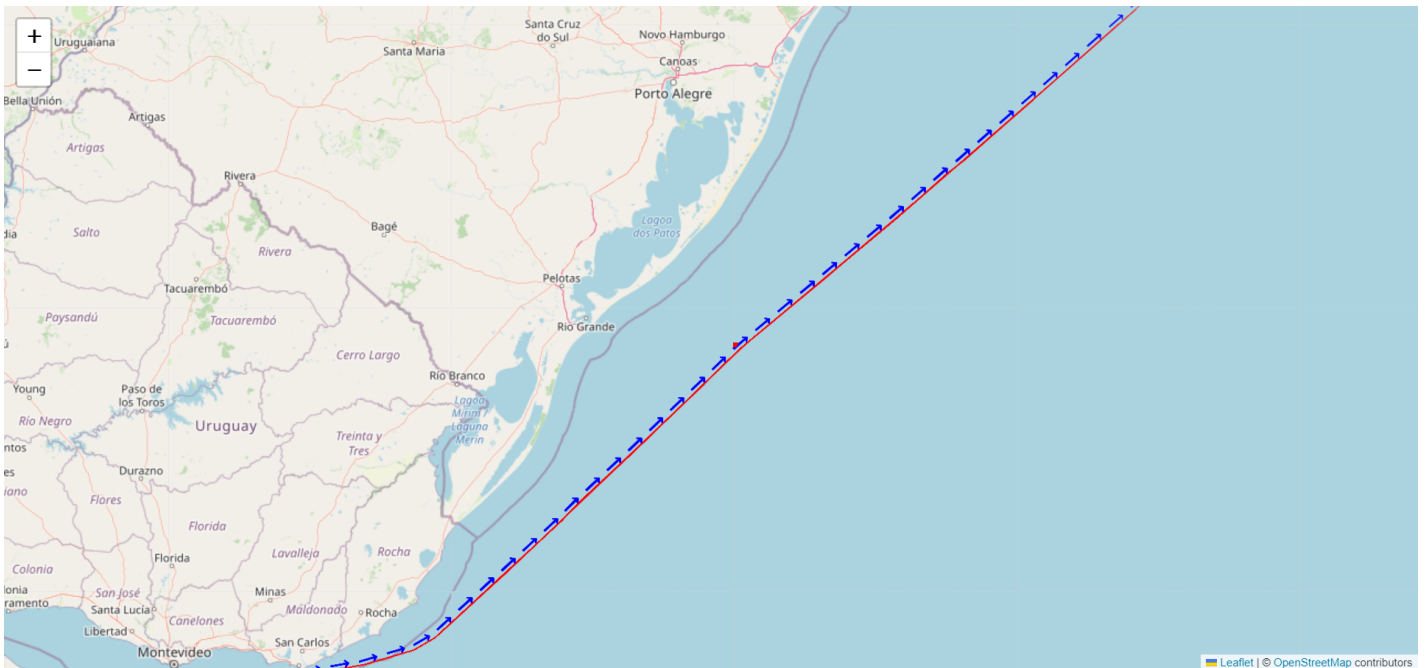 +
−
Uruguaiana
Santa Maria
Santa Cruz
do Sul
Novo Hamburgo
Canoas
Porto Alegre
Bella Unión
Artigas
Artigas
Rivera
Bagé
Lagoa
dos Patos
Salto
Rivera
Pelotas
Tacuarembó
Paysandú
Tacuarembó
Rio Grande
Cerro Largo
Río Branco
Young
Paso de
los Toros
Lagoa
Mirim /
Laguna
Merín
Río Negro
Uruguay
Treinta y
Tres
Durazno
Flores
Florida
Lavalleja
Rocha
Florida
Colonia
San José
Minas
Santa Lucía
Canelones
Maldonado
Rocha
Libertad
San Carlos
Montevideo
Leaflet | © OpenStreetMap contributors